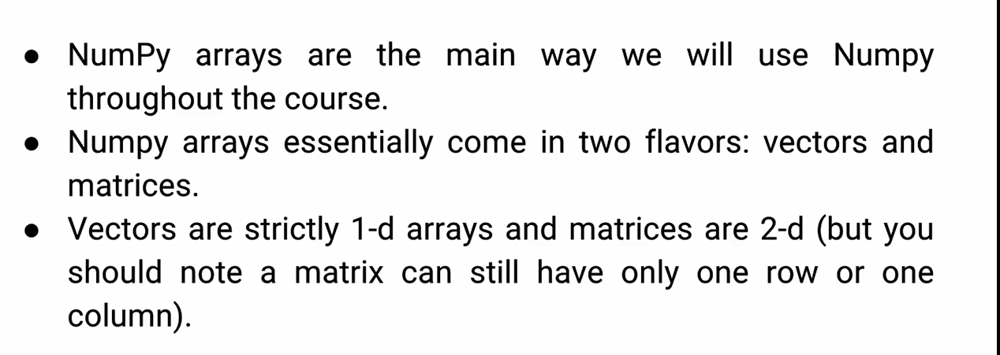 ● NumPy arrays are the main way we will use Numpy
throughout the course.
● Numpy arrays essentially come in two flavors: vectors and
matrices.
● Vectors are strictly 1-d arrays and matrices are 2-d (but you
should note a matrix can still have only one row or one
column).